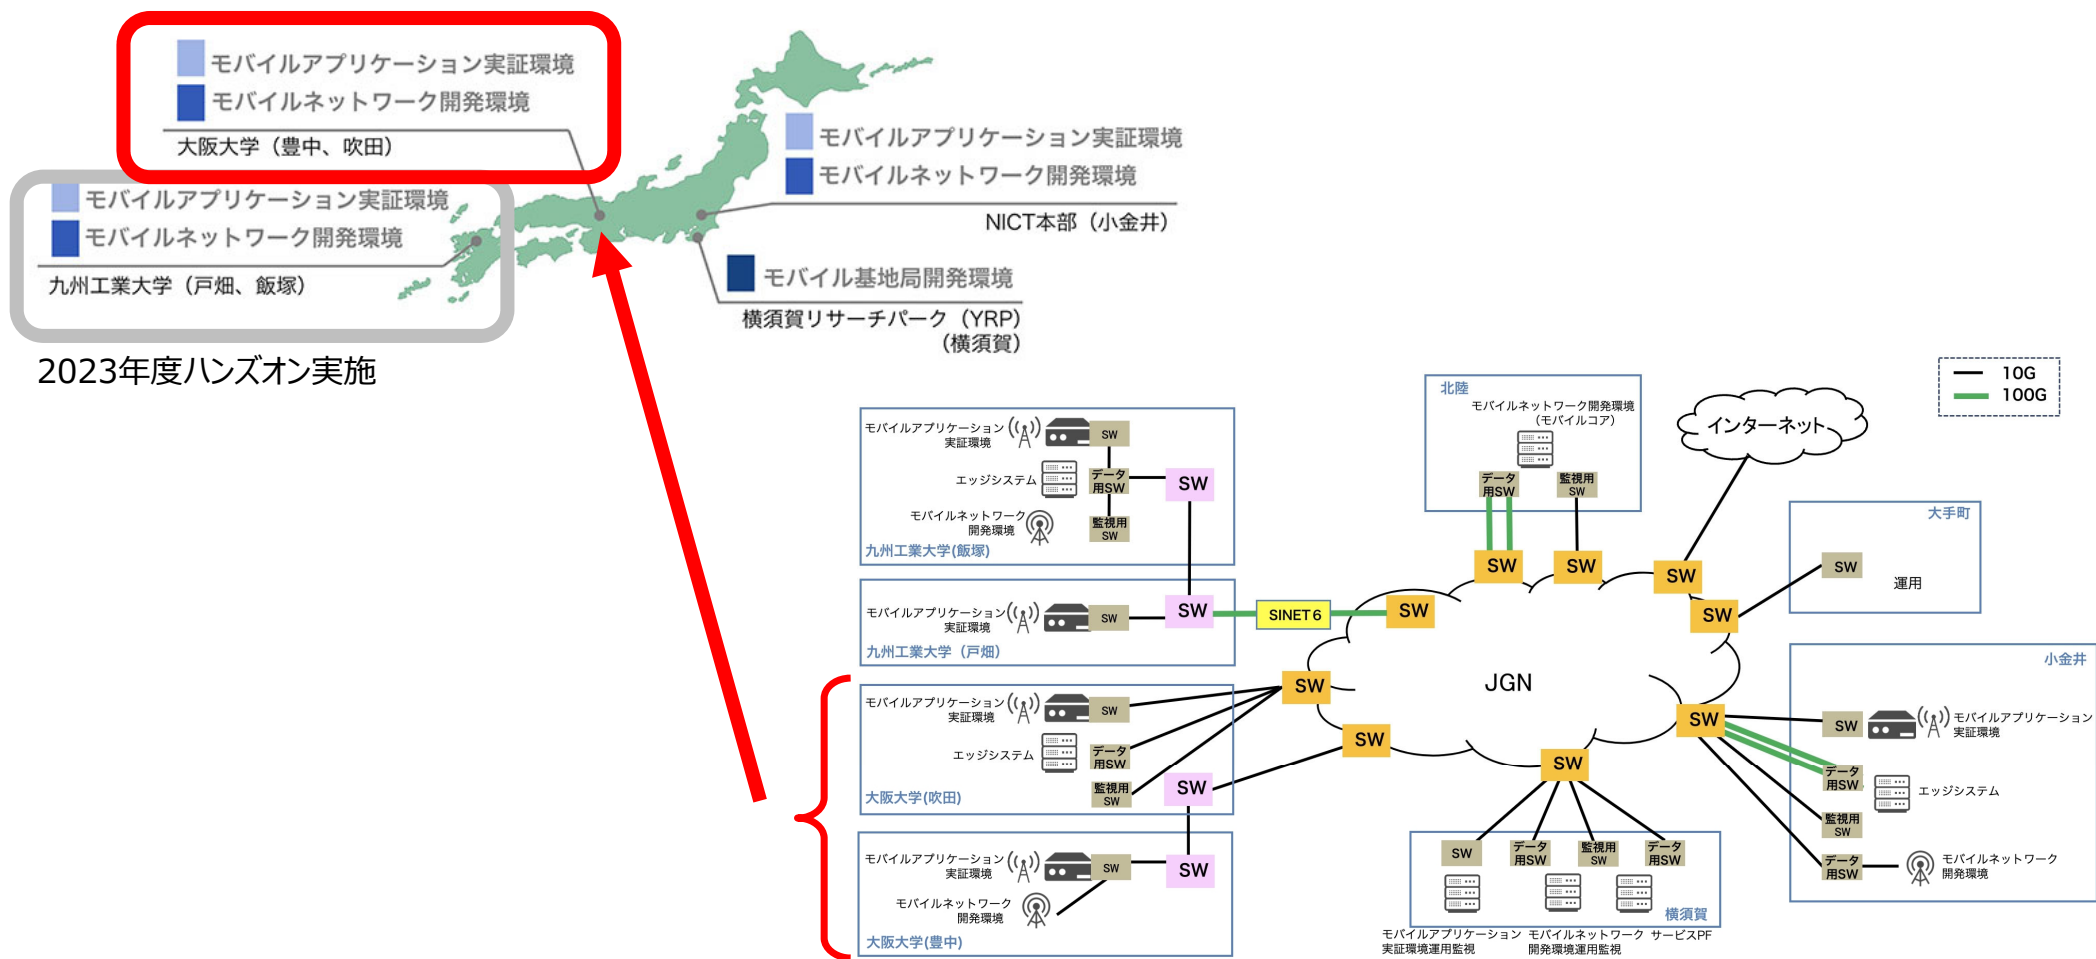 モバイルアプリケーション実証環境
モバイルネットワーク開発環境
大阪大学（豊中、吹田）
モバイルアプリケーション実証環境
モバイルネットワーク開発環境
九州工業大学（戸畑、飯塚）
2023年度ハンズオン実施
モバイルアプリケーション実証環境
モバイルネットワーク開発環境
NICT本部（小金井）
モバイル基地局開発環境
横須賀リサーチパーク（YRP）
（横須賀）
10G
100G
モバイルアプリケーション
実証環境
SW
エッジシステム
データ
用SW
SW
モバイルネットワーク
開発環境
監視用
SW
九州工業大学(飯塚)
モバイルアプリケーション
実証環境
SW
SW
九州工業大学（戸畑）
SINET6
SW
モバイルアプリケーション
実証環境
SW
エッジシステム
データ
用SW
監視用
SW
SW
大阪大学(吹田)
モバイルアプリケーション
実証環境
SW
SW
モバイルネットワーク
開発環境
大阪大学(豊中)
北陸
モバイルネットワーク開発環境
（モバイルコア）
データ
用SW
監視用
SW
SW
SW
インターネット
SW
SW
大手町
SW
運用
JGN
SW
SW
SW
SW
小金井
SW
モバイルアプリケーション
実証環境
データ
用SW
エッジシステム
監視用
SW
データ
用SW
モバイルネットワーク
開発環境
SW
データ
用SW
監視用
SW
データ
用SW
横須賀
モバイルアプリケーション
実証環境運用監視
モバイルネットワーク
開発環境運用監視
サービスPF